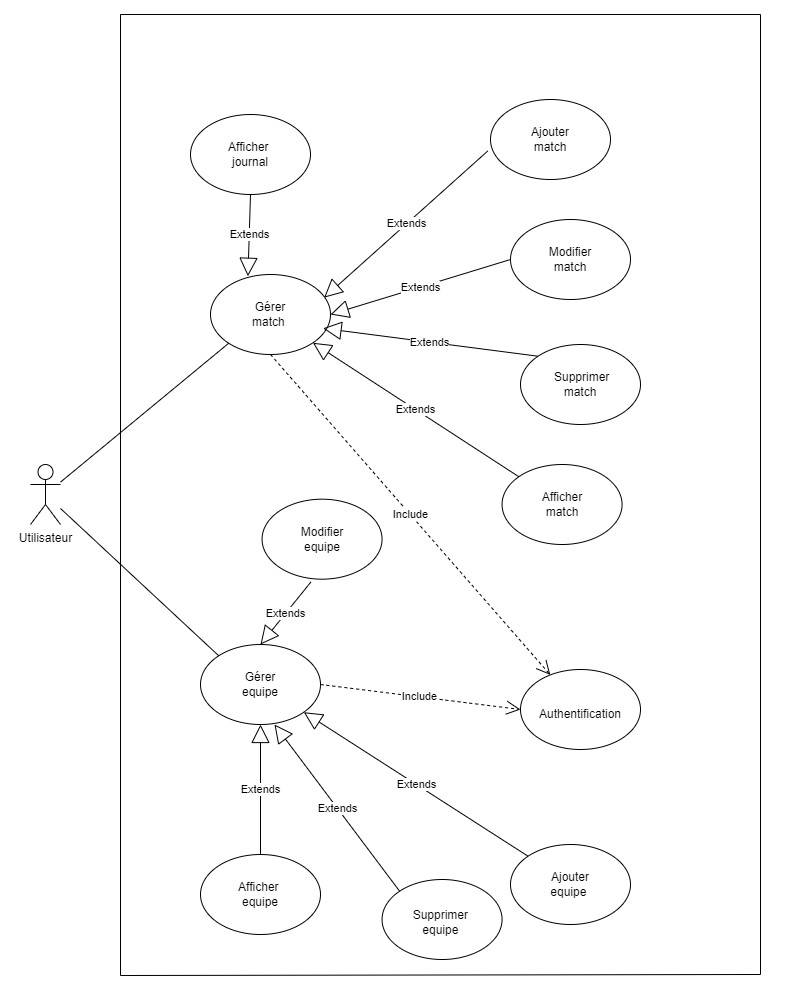 Afficher
journal
Ajouter
match
Extends
Extends
Modifier
match
Extends
Gérer
match
Extends
Supprimer
match
Extends
Afficher
match
Include
Utilisateur
Modifier
equipe
Extends
Gérer
equipe
Include
Authentification
Extends
Extends
Extends
Afficher
equipe
Supprimer
equipe
Ajouter
equipe